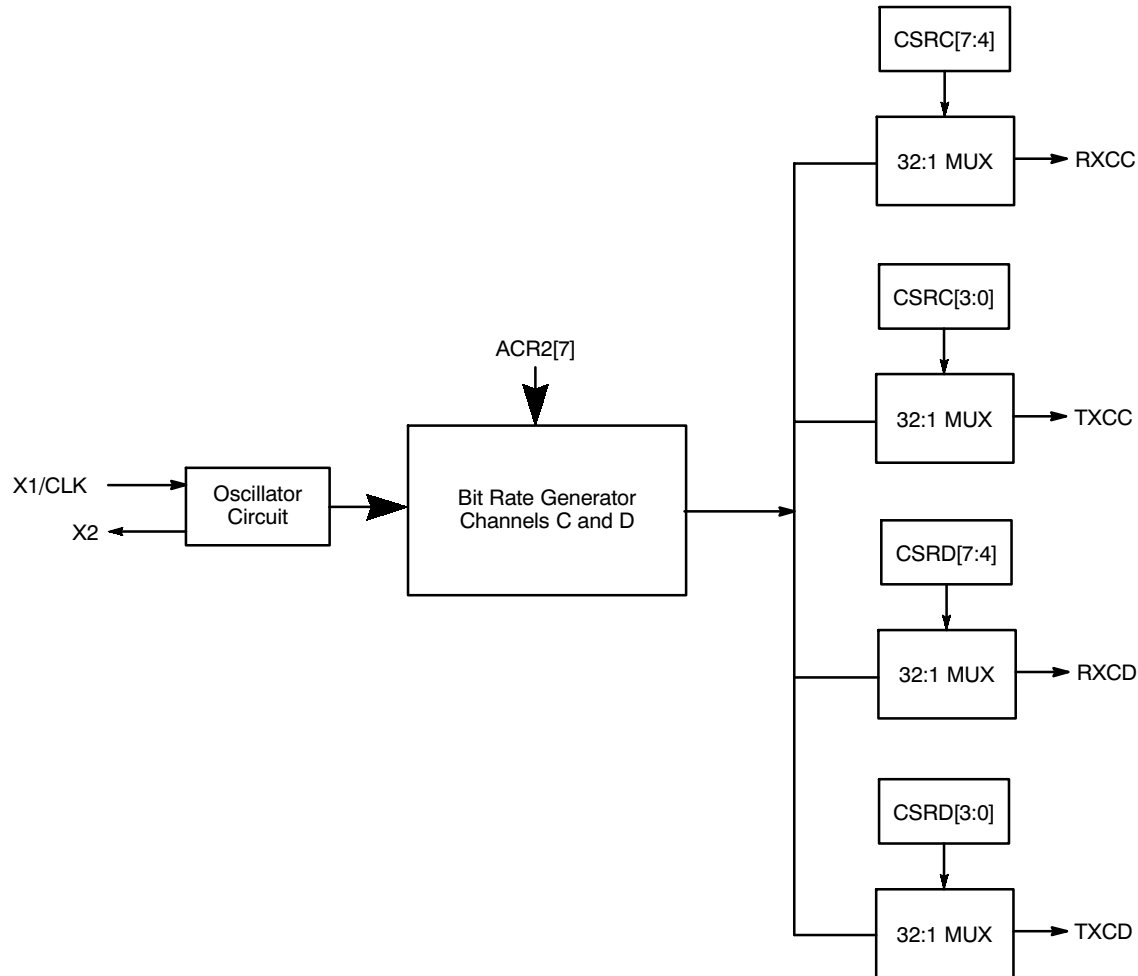 CSRC[7:4]
32:1 MUX
RXCC
CSRC[3:0]
ACR2[7]
32:1 MUX
TXCC
X1/CLK
X2
Oscillator
Circuit
Bit Rate Generator
Channels C and D
CSRD[7:4]
32:1 MUX
RXCD
CSRD[3:0]
32:1 MUX
TXCD